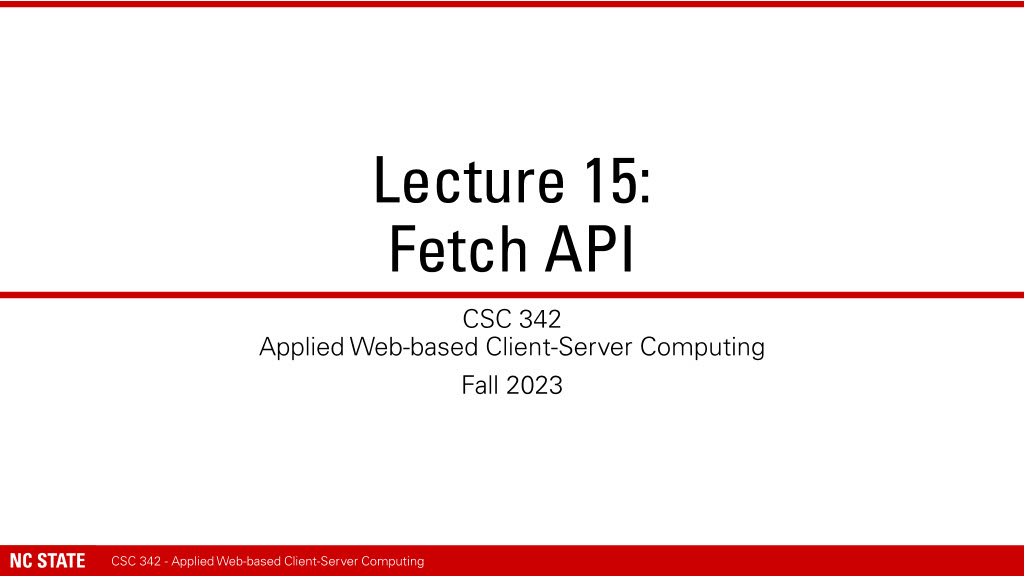 Lecture 15:
Fetch API
CSC 342
Applied Web-based Client-Server Computing
Fall 2023
NC STATE
CSC 342 - Applied Web-based Client-Server Computing